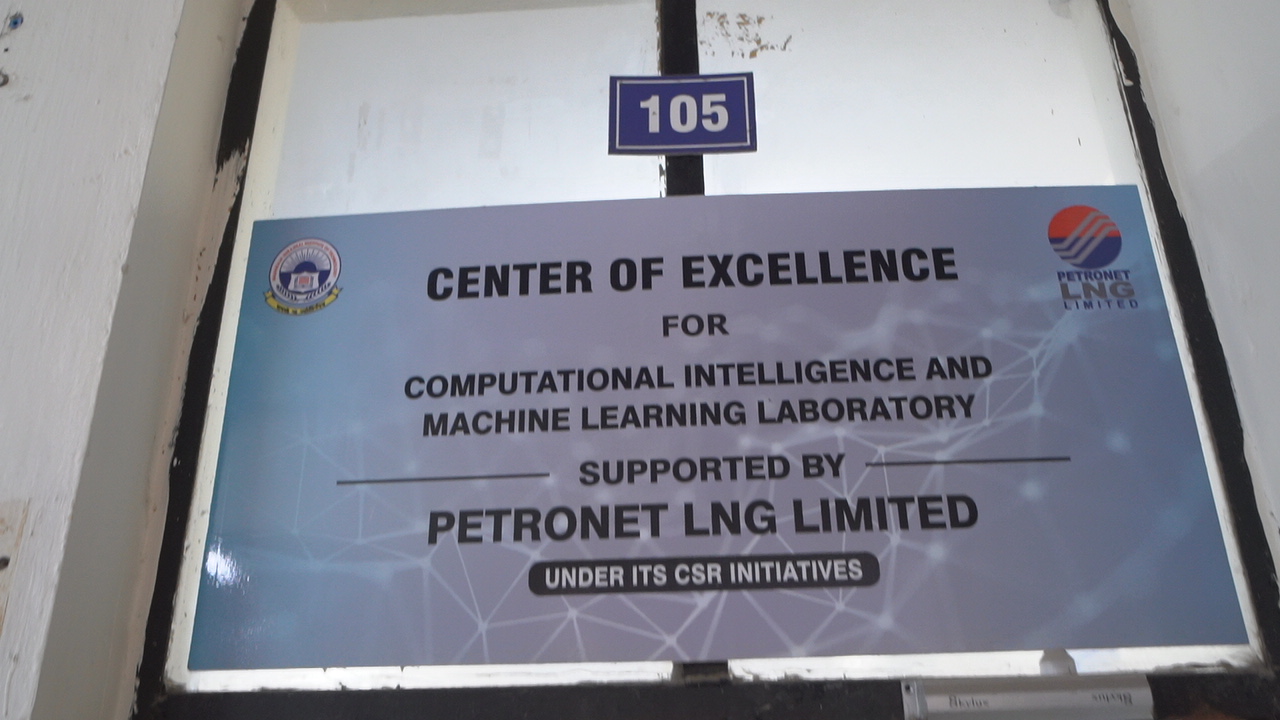 105
CENTER OF EXCELLENCE
FOR
COMPUTATIONAL INTELLIGENCE AND
MACHINE LEARNING LABORATORY
SUPPORTED BY
PETRONET LNG LIMITED
UNDER ITS CSR INITIATIVES
PETRONET
LNG
LIMITED